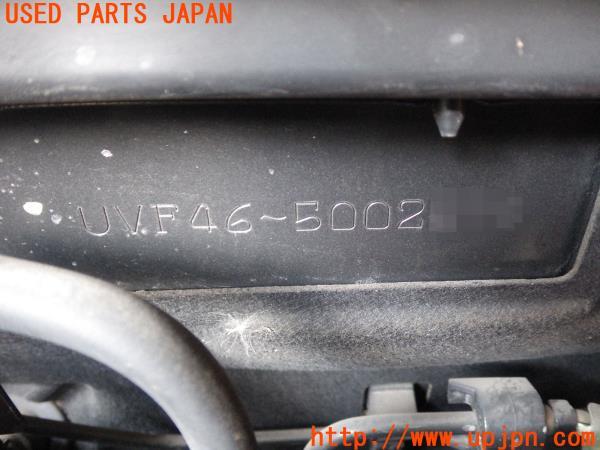 USED PARTS JAPAN
UVF46-5002
http://www.upjpn.com/